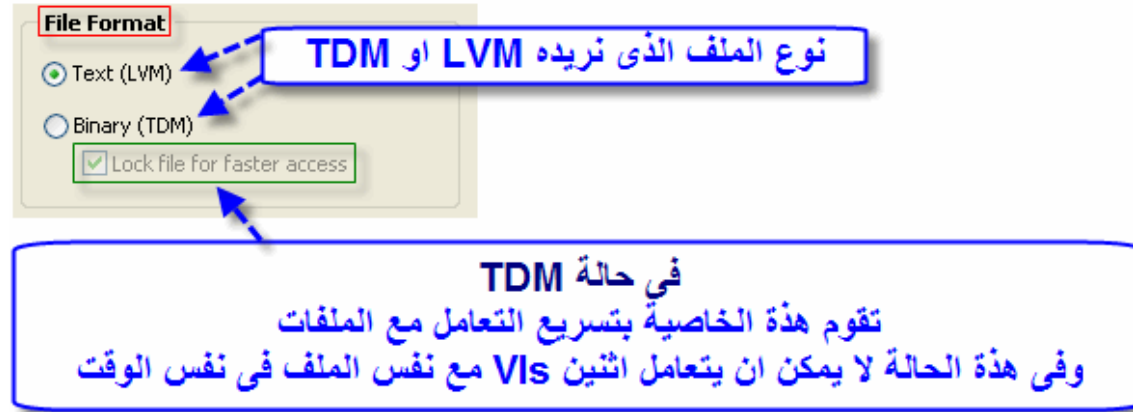 File Format
نوع الملف الذى نريده LVM او TDM
Text (LVM)
Binary (TDM)
Lock file for faster access
فى حالة TDM
تقوم هذة الخاصية بتسريع التعامل مع الملفات
وفى هذة الحالة لا يمكن ان يتعامل اثنين VIs مع نفس الملف فى نفس الوقت